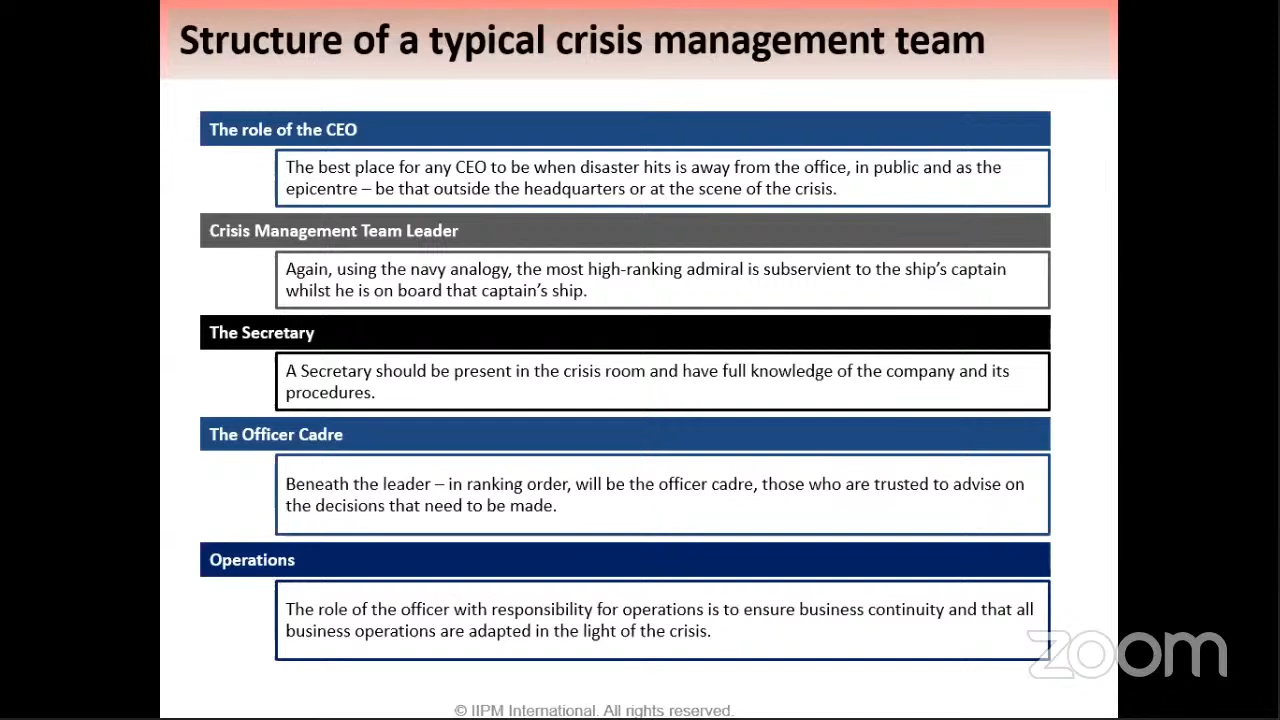 Structure of a typical crisis management team
The role of the CEO
The best place for any CEO to be when disaster hits is away from the office, in public and as the
epicentre – be that outside the headquarters or at the scene of the crisis.
Crisis Management Team Leader
Again, using the navy analogy, the most high-ranking admiral is subservient to the ship's captain
whilst he is on board that captain's ship.
The Secretary
A Secretary should be present in the crisis room and have full knowledge of the company and its
procedures.
The Officer Cadre
Beneath the leader – in ranking order, will be the officer cadre, those who are trusted to advise on
the decisions that need to be made.
Operations
The role of the officer with responsibility for operations is to ensure business continuity and that all
business operations are adapted in the light of the crisis.
zoom
© IIPM International. All rights reserved.